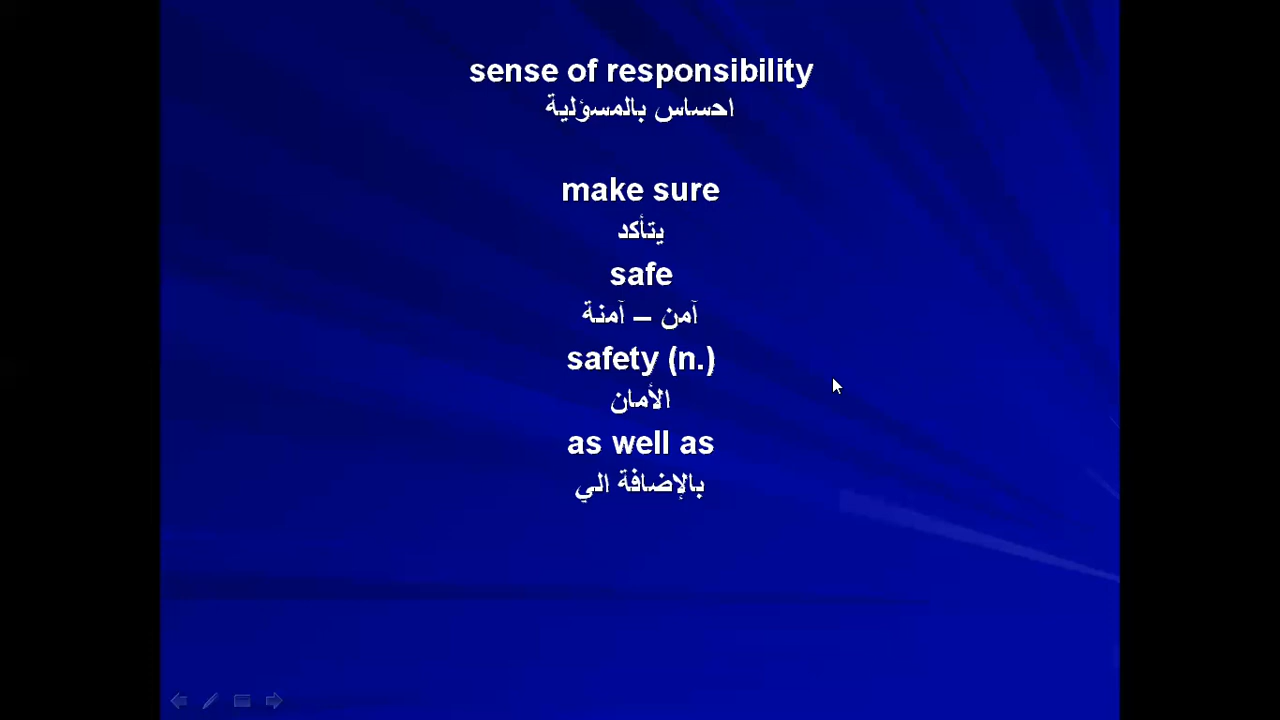 sense of responsibility
احساس بالمسؤلية
make sure
يتأكد
safe
آمن – آمنة
safety (n.)
الأمان
as well as
بالإضافة الي